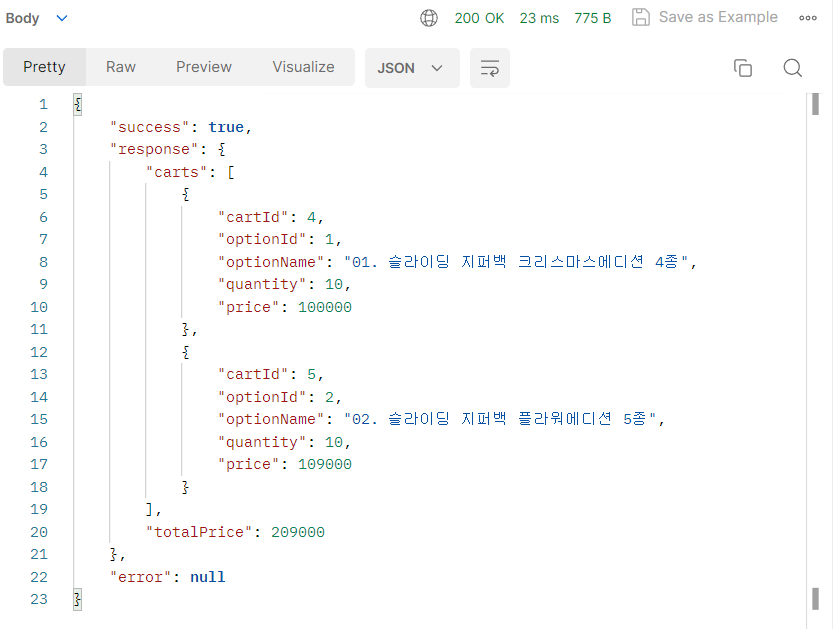 Body 200 OK 23 ms 775 B Save as Example
Pretty Raw Preview Visualize JSON
1 {
2 "success": true,
3 "response": {
4 "carts": [
5 {
6 "cartId": 4,
7 "optionId": 1,
8 "optionName": "01. 슬라이딩 지퍼백 크리스마스에디션 4종",
9 "quantity": 10,
10 "price": 100000
11 },
12 {
13 "cartId": 5,
14 "optionId": 2,
15 "optionName": "02. 슬라이딩 지퍼백 플라워에디션 5종",
16 "quantity": 10,
17 "price": 109000
18 }
19 ],
20 "totalPrice": 209000
21 },
22 "error": null
23 }